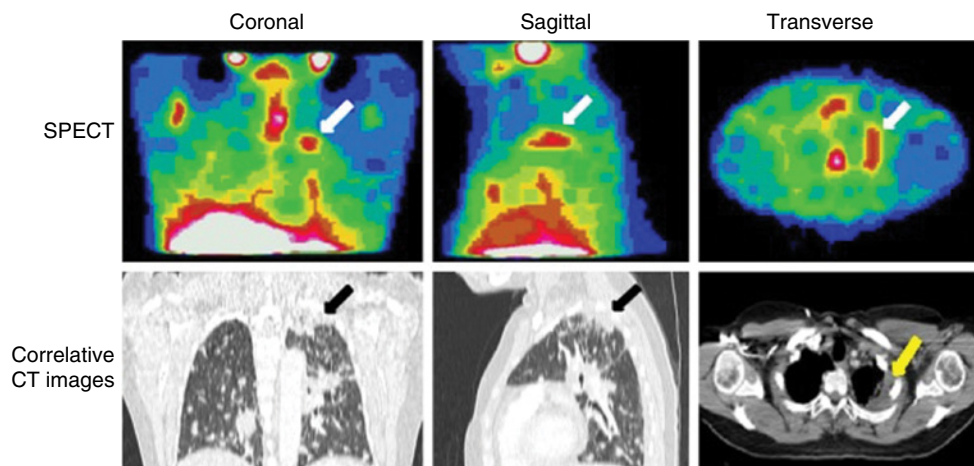 Coronal
Sagittal
Transverse
SPECT
Correlative
CT images